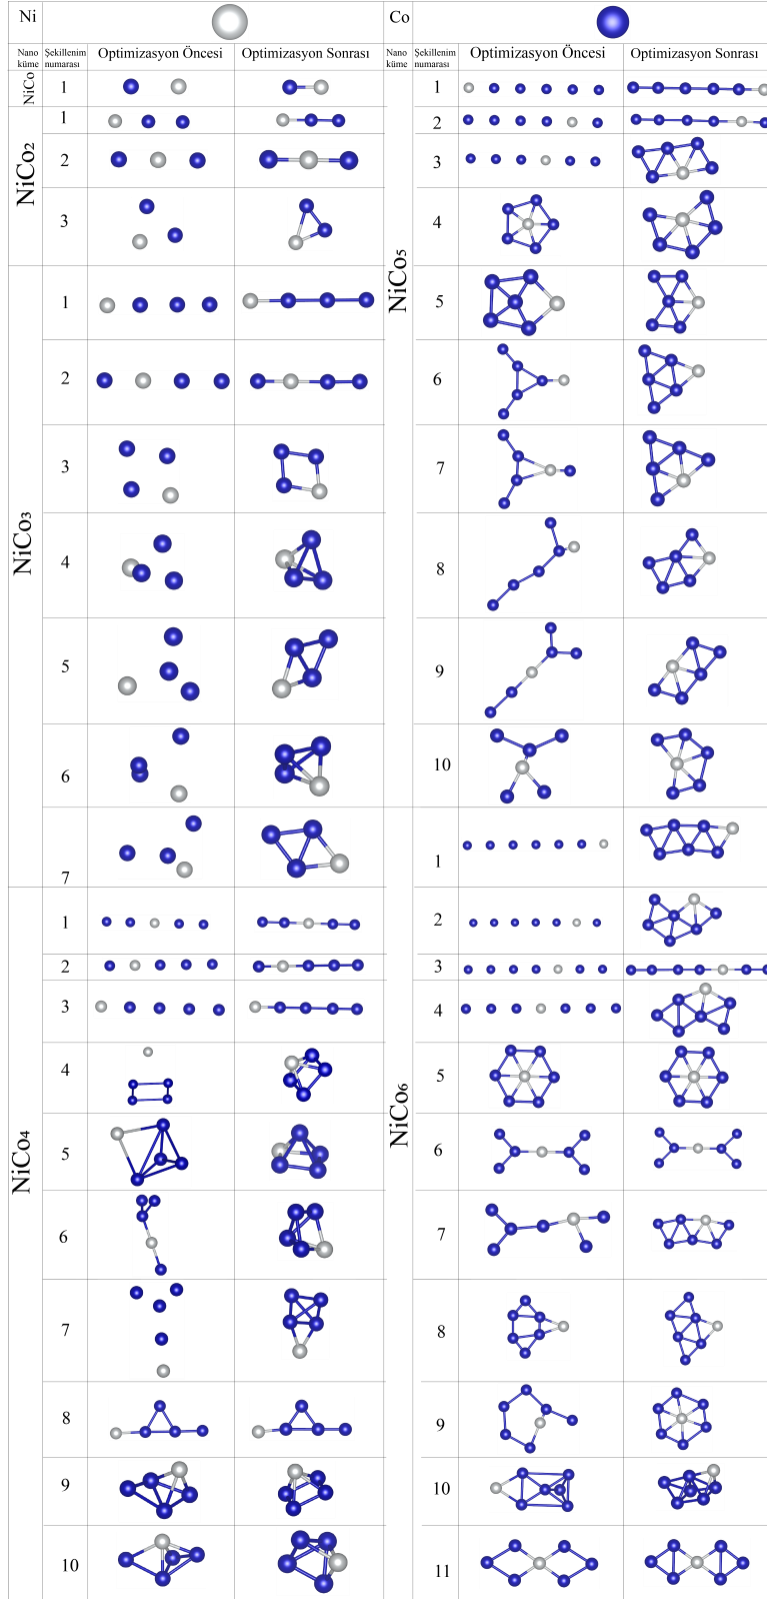 Ni
Co
Nano küme
Şekillenim numarası
Optimizasyon Öncesi
Optimizasyon Sonrası
Nano küme
Şekillenim numarası
Optimizasyon Öncesi
Optimizasyon Sonrası
NiCo
1
NiCo₂
1
2
3
NiCo₃
1
2
3
4
5
6
7
NiCo₄
1
2
3
4
5
6
7
8
9
10
NiCo₅
1
2
3
4
5
6
7
8
9
10
NiCo₆
1
2
3
4
5
6
7
8
9
10
11